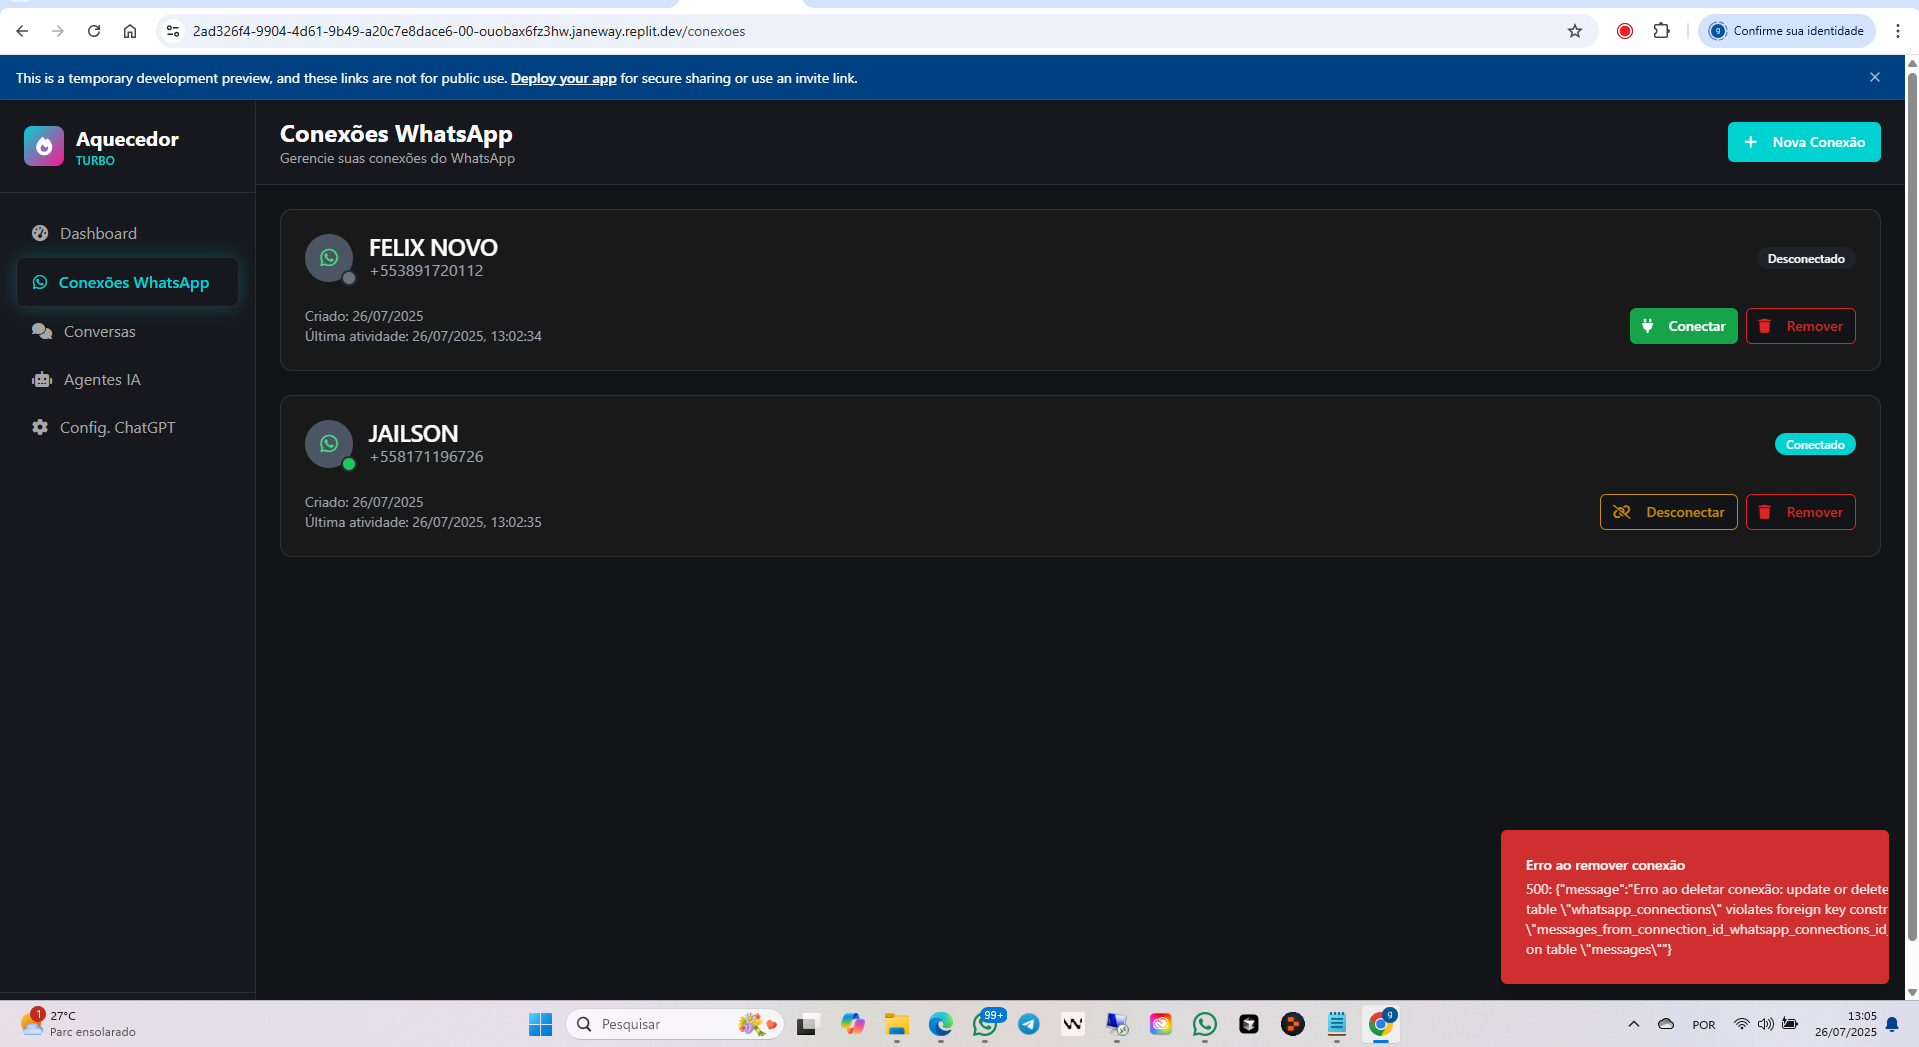 2ad326f4-9904-4d61-9b49-a20c7e8dace6-00-ouobax6fz3hw.janeway.replit.dev/conexoes
g
Confirme sua identidade
This is a temporary development preview, and these links are not for public use. Deploy your app for secure sharing or use an invite link.
Aquecedor
TURBO
Dashboard
Conexões WhatsApp
Conversas
Agentes IA
Config. ChatGPT
Conexões WhatsApp
Gerencie suas conexões do WhatsApp
Nova Conexão
FELIX NOVO
+553891720112
Desconectado
Criado: 26/07/2025
Última atividade: 26/07/2025, 13:02:34
Conectar
Remover
JAILSON
+558171196726
Conectado
Criado: 26/07/2025
Última atividade: 26/07/2025, 13:02:35
Desconectar
Remover
Erro ao remover conexão
500: {"message":"Erro ao deletar conexão: update or delete
table \"whatsapp_connections\" violates foreign key constr
\"messages_from_connection_id_whatsapp_connections_id_
on table \"messages\""}
1
27°C
Parc ensolarado
Pesquisar
99+
g
POR
13:05
26/07/2025